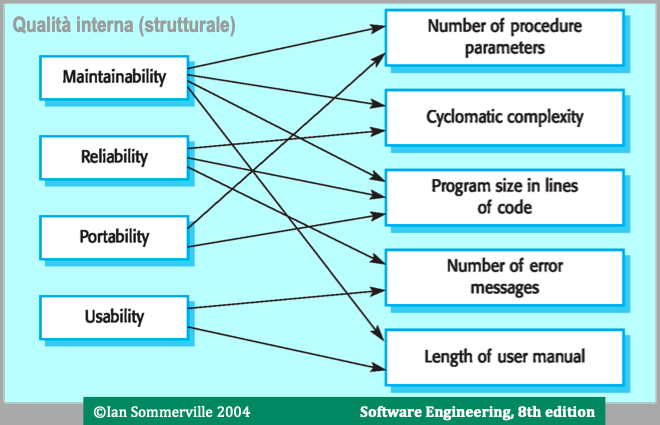 Qualità interna (strutturale)
Maintainability
Reliability
Portability
Usability
Number of procedure
parameters
Cyclomatic complexity
Program size in lines
of code
Number of error
messages
Length of user manual
©Ian Sommerville 2004
Software Engineering, 8th edition